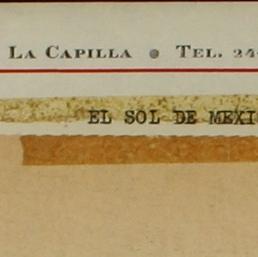 LA CAPILLA • TEL. 24
EL SOL DE MEXI